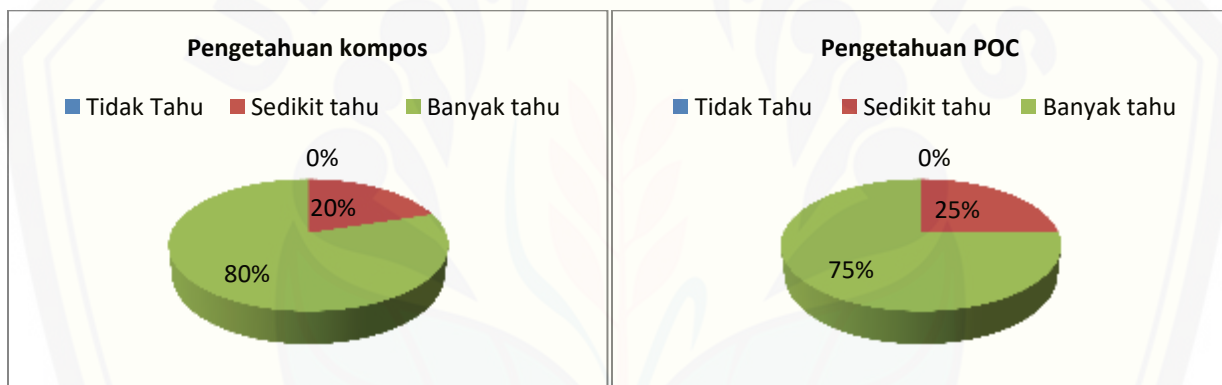 Pengetahuan kompos
Tidak Tahu Sedikit tahu Banyak tahu
0%
20%
80%
Pengetahuan POC
Tidak Tahu Sedikit tahu Banyak tahu
0%
25%
75%